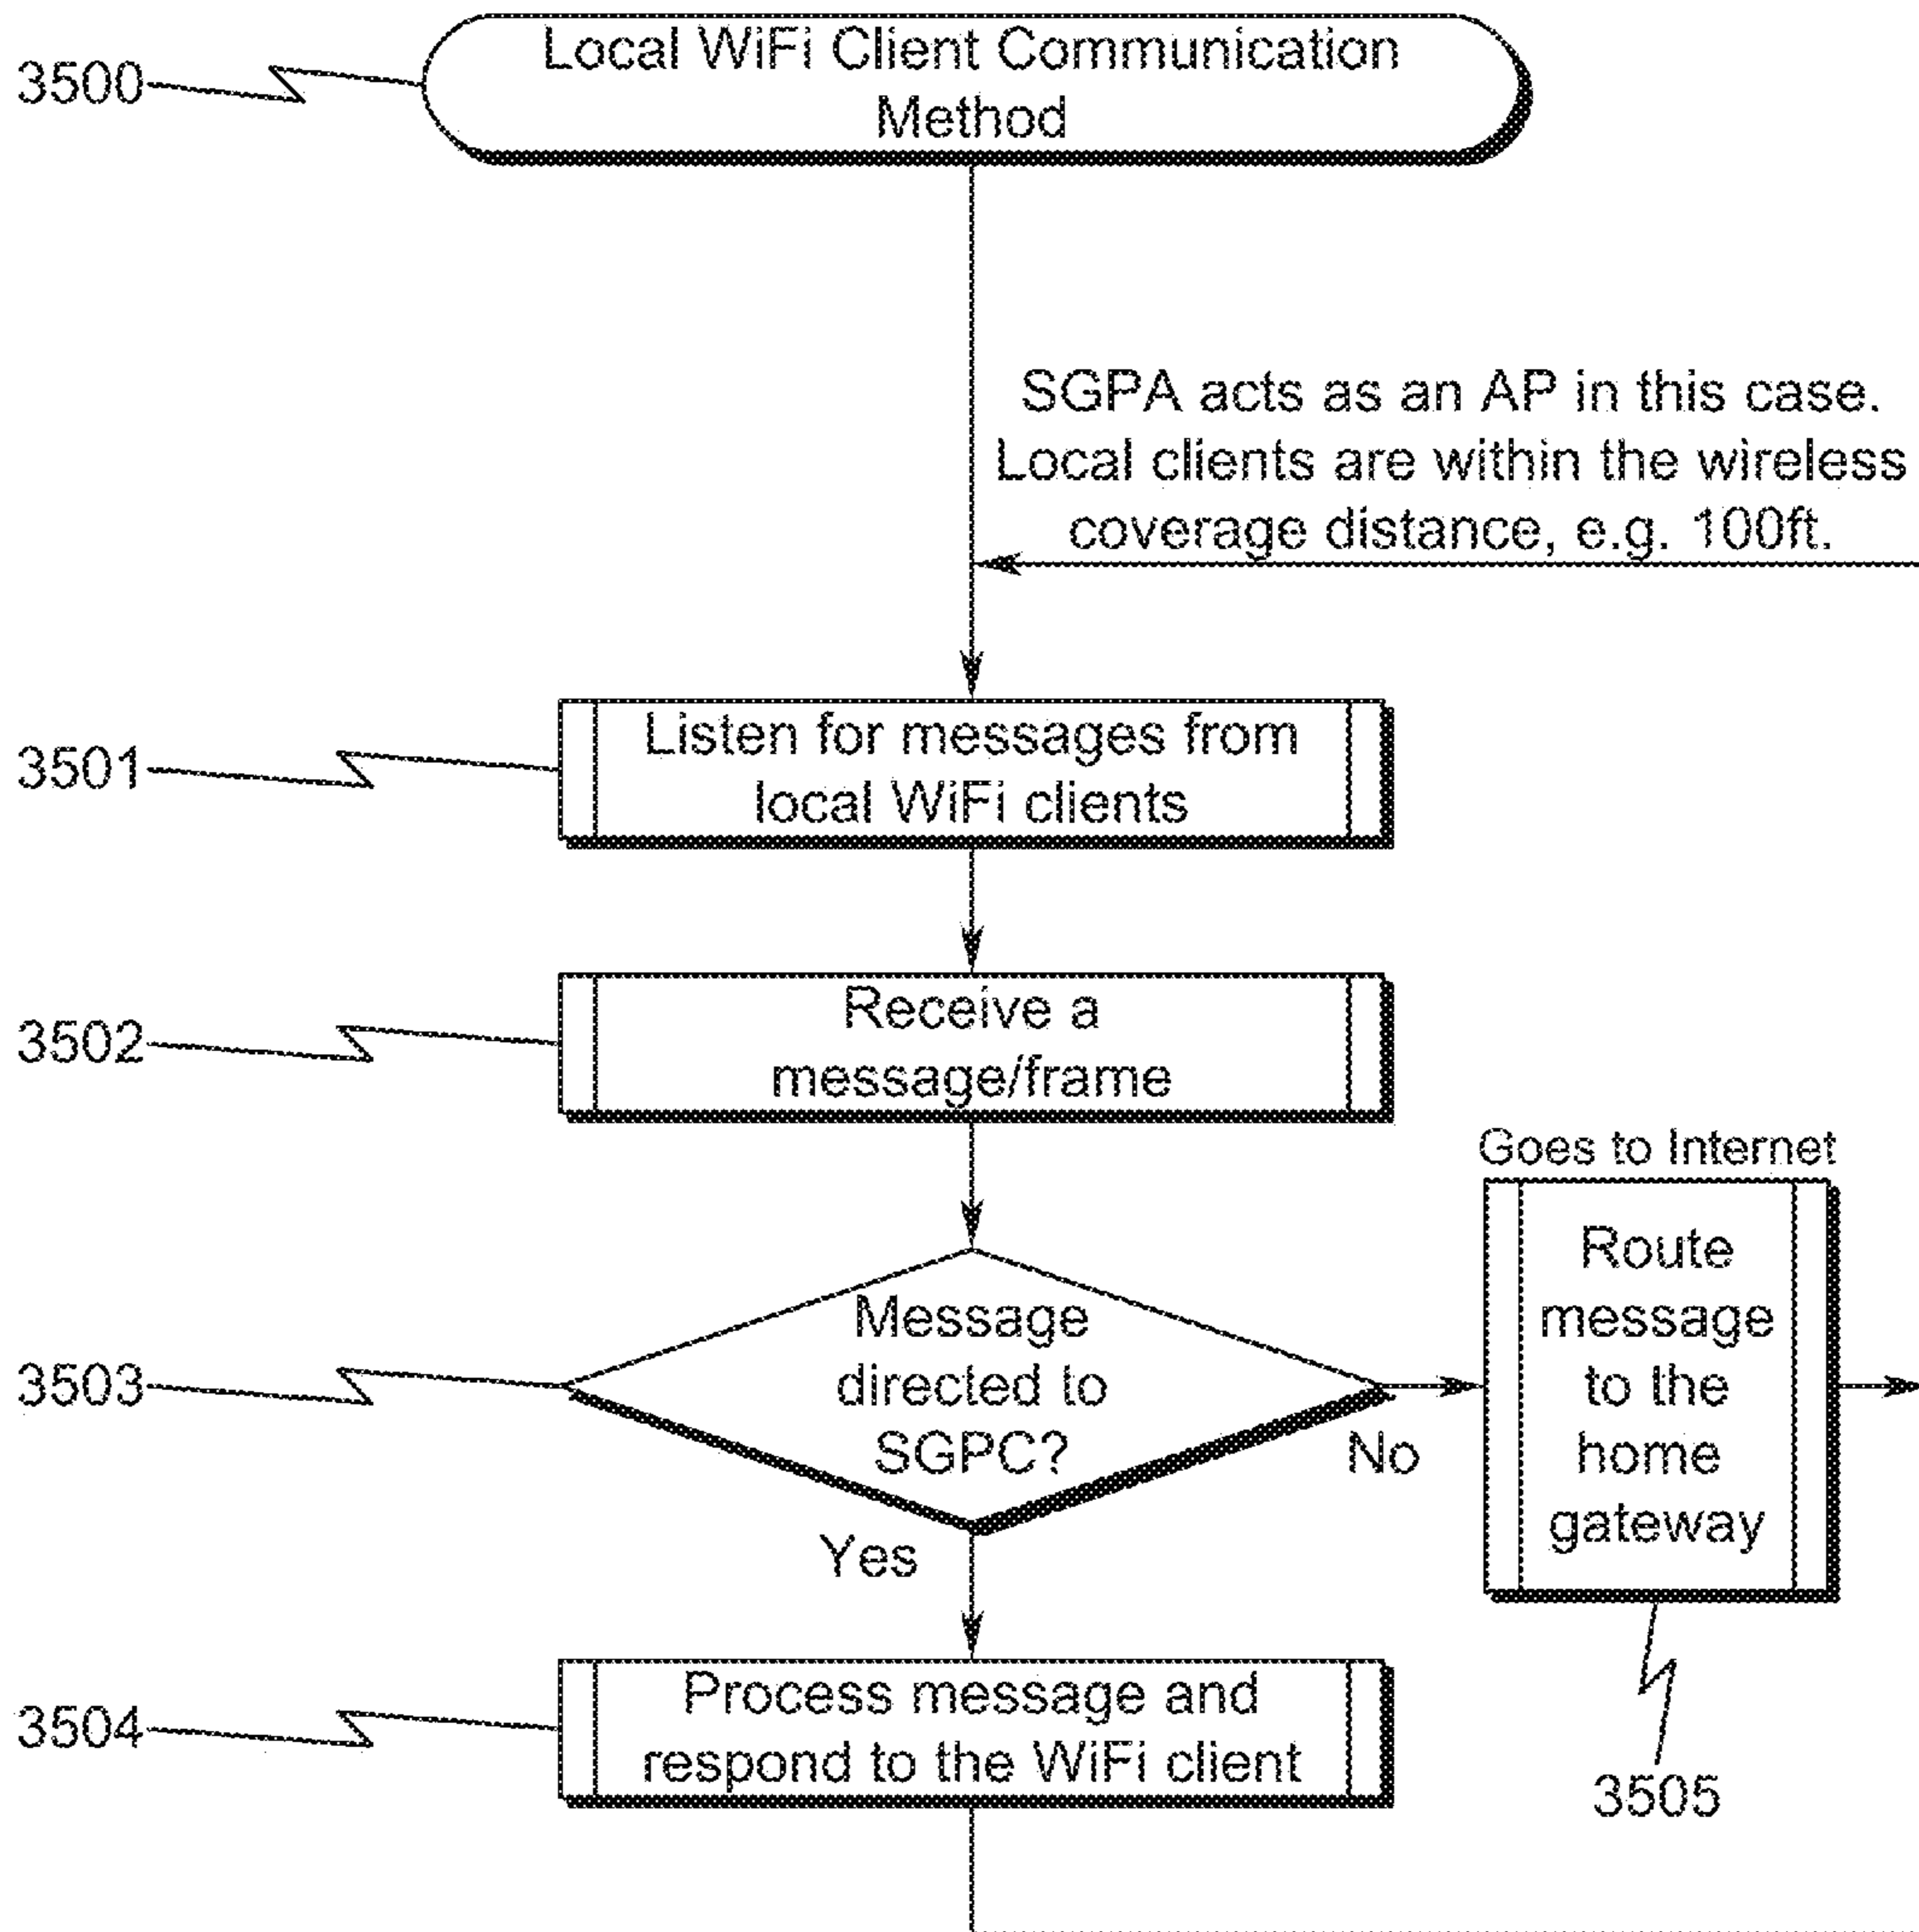 3500
Local WiFi Client Communication
Method
SGPA acts as an AP in this case.
Local clients are within the wireless
coverage distance, e.g. 100ft.
3501
Listen for messages from
local WiFi clients
3502
Receive a
message/frame
Goes to Internet
Route
message
to the
home
gateway
3503
Message
directed to
SGPC?
No
Yes
3504
Process message and
respond to the WiFi client
3505